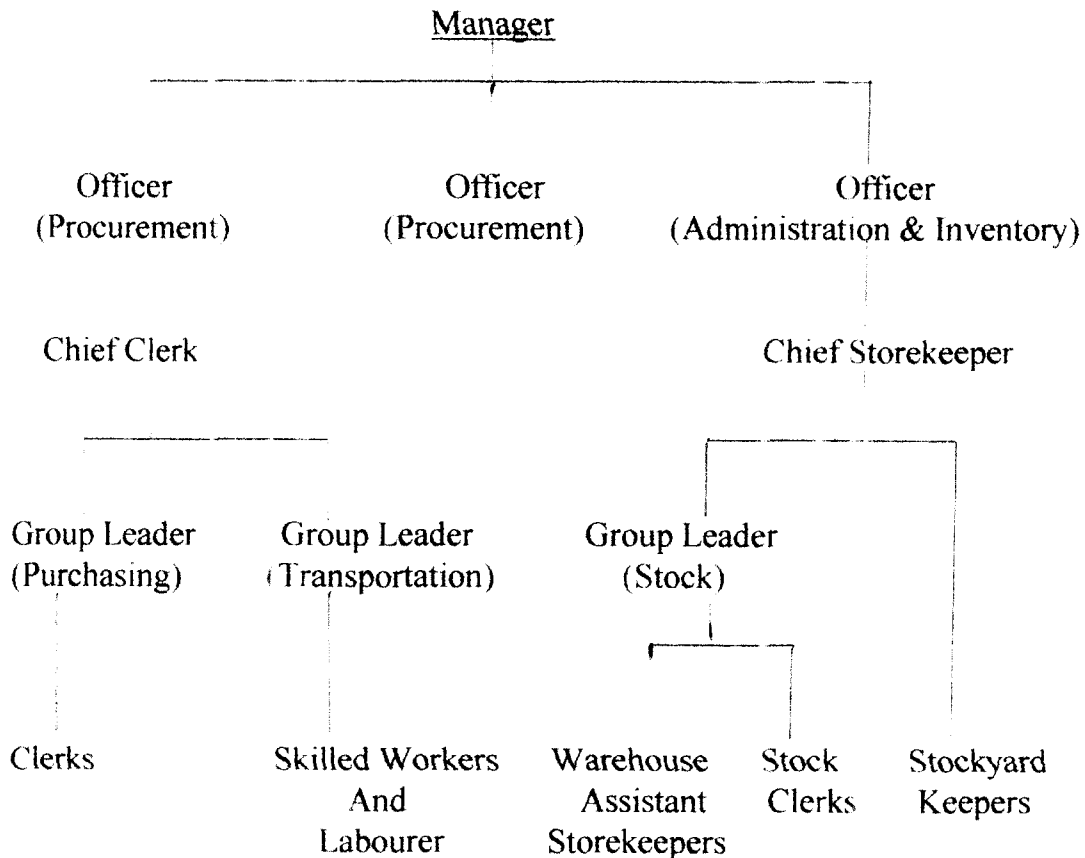 Manager
Officer
(Procurement)
Officer
(Procurement)
Officer
(Administration & Inventory)
Chief Clerk
Chief Storekeeper
Group Leader
(Purchasing)
Group Leader
(Transportation)
Group Leader
(Stock)
Clerks
Skilled Workers
And
Labourer
Warehouse
Assistant
Storekeepers
Stock
Clerks
Stockyard
Keepers